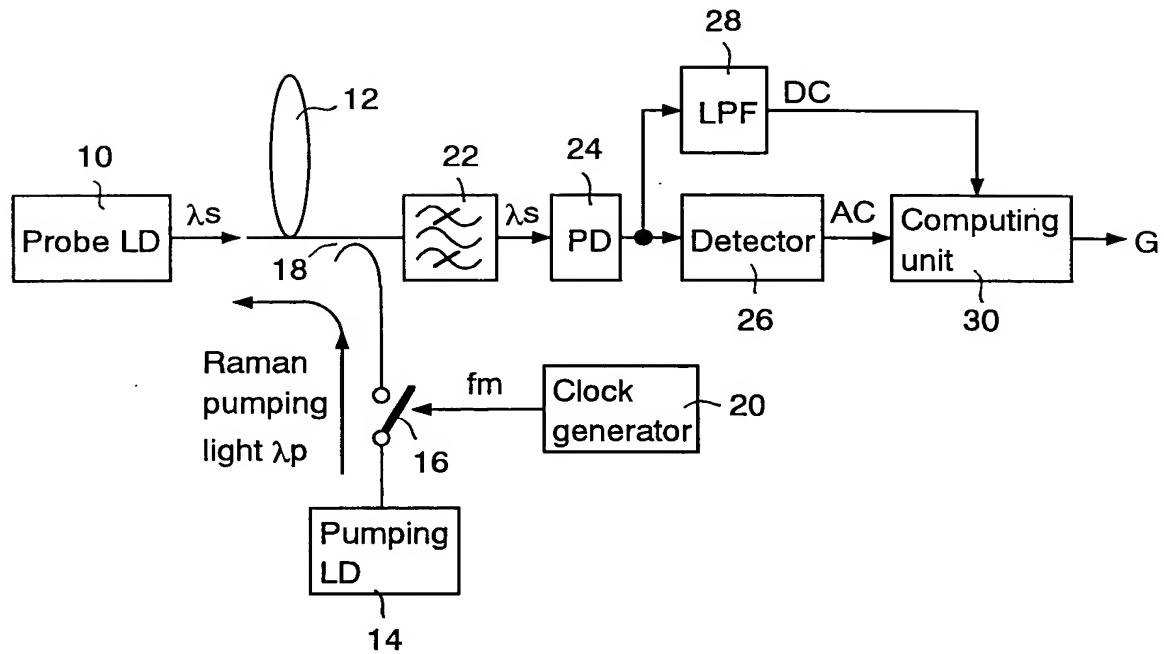 28
12
LPF
DC
10
22
24
λs
λs
AC
Probe LD
PD
Detector
Computing
unit
G
18
26
30
Raman
pumping
light λp
fm
Clock
generator
20
16
Pumping
LD
14